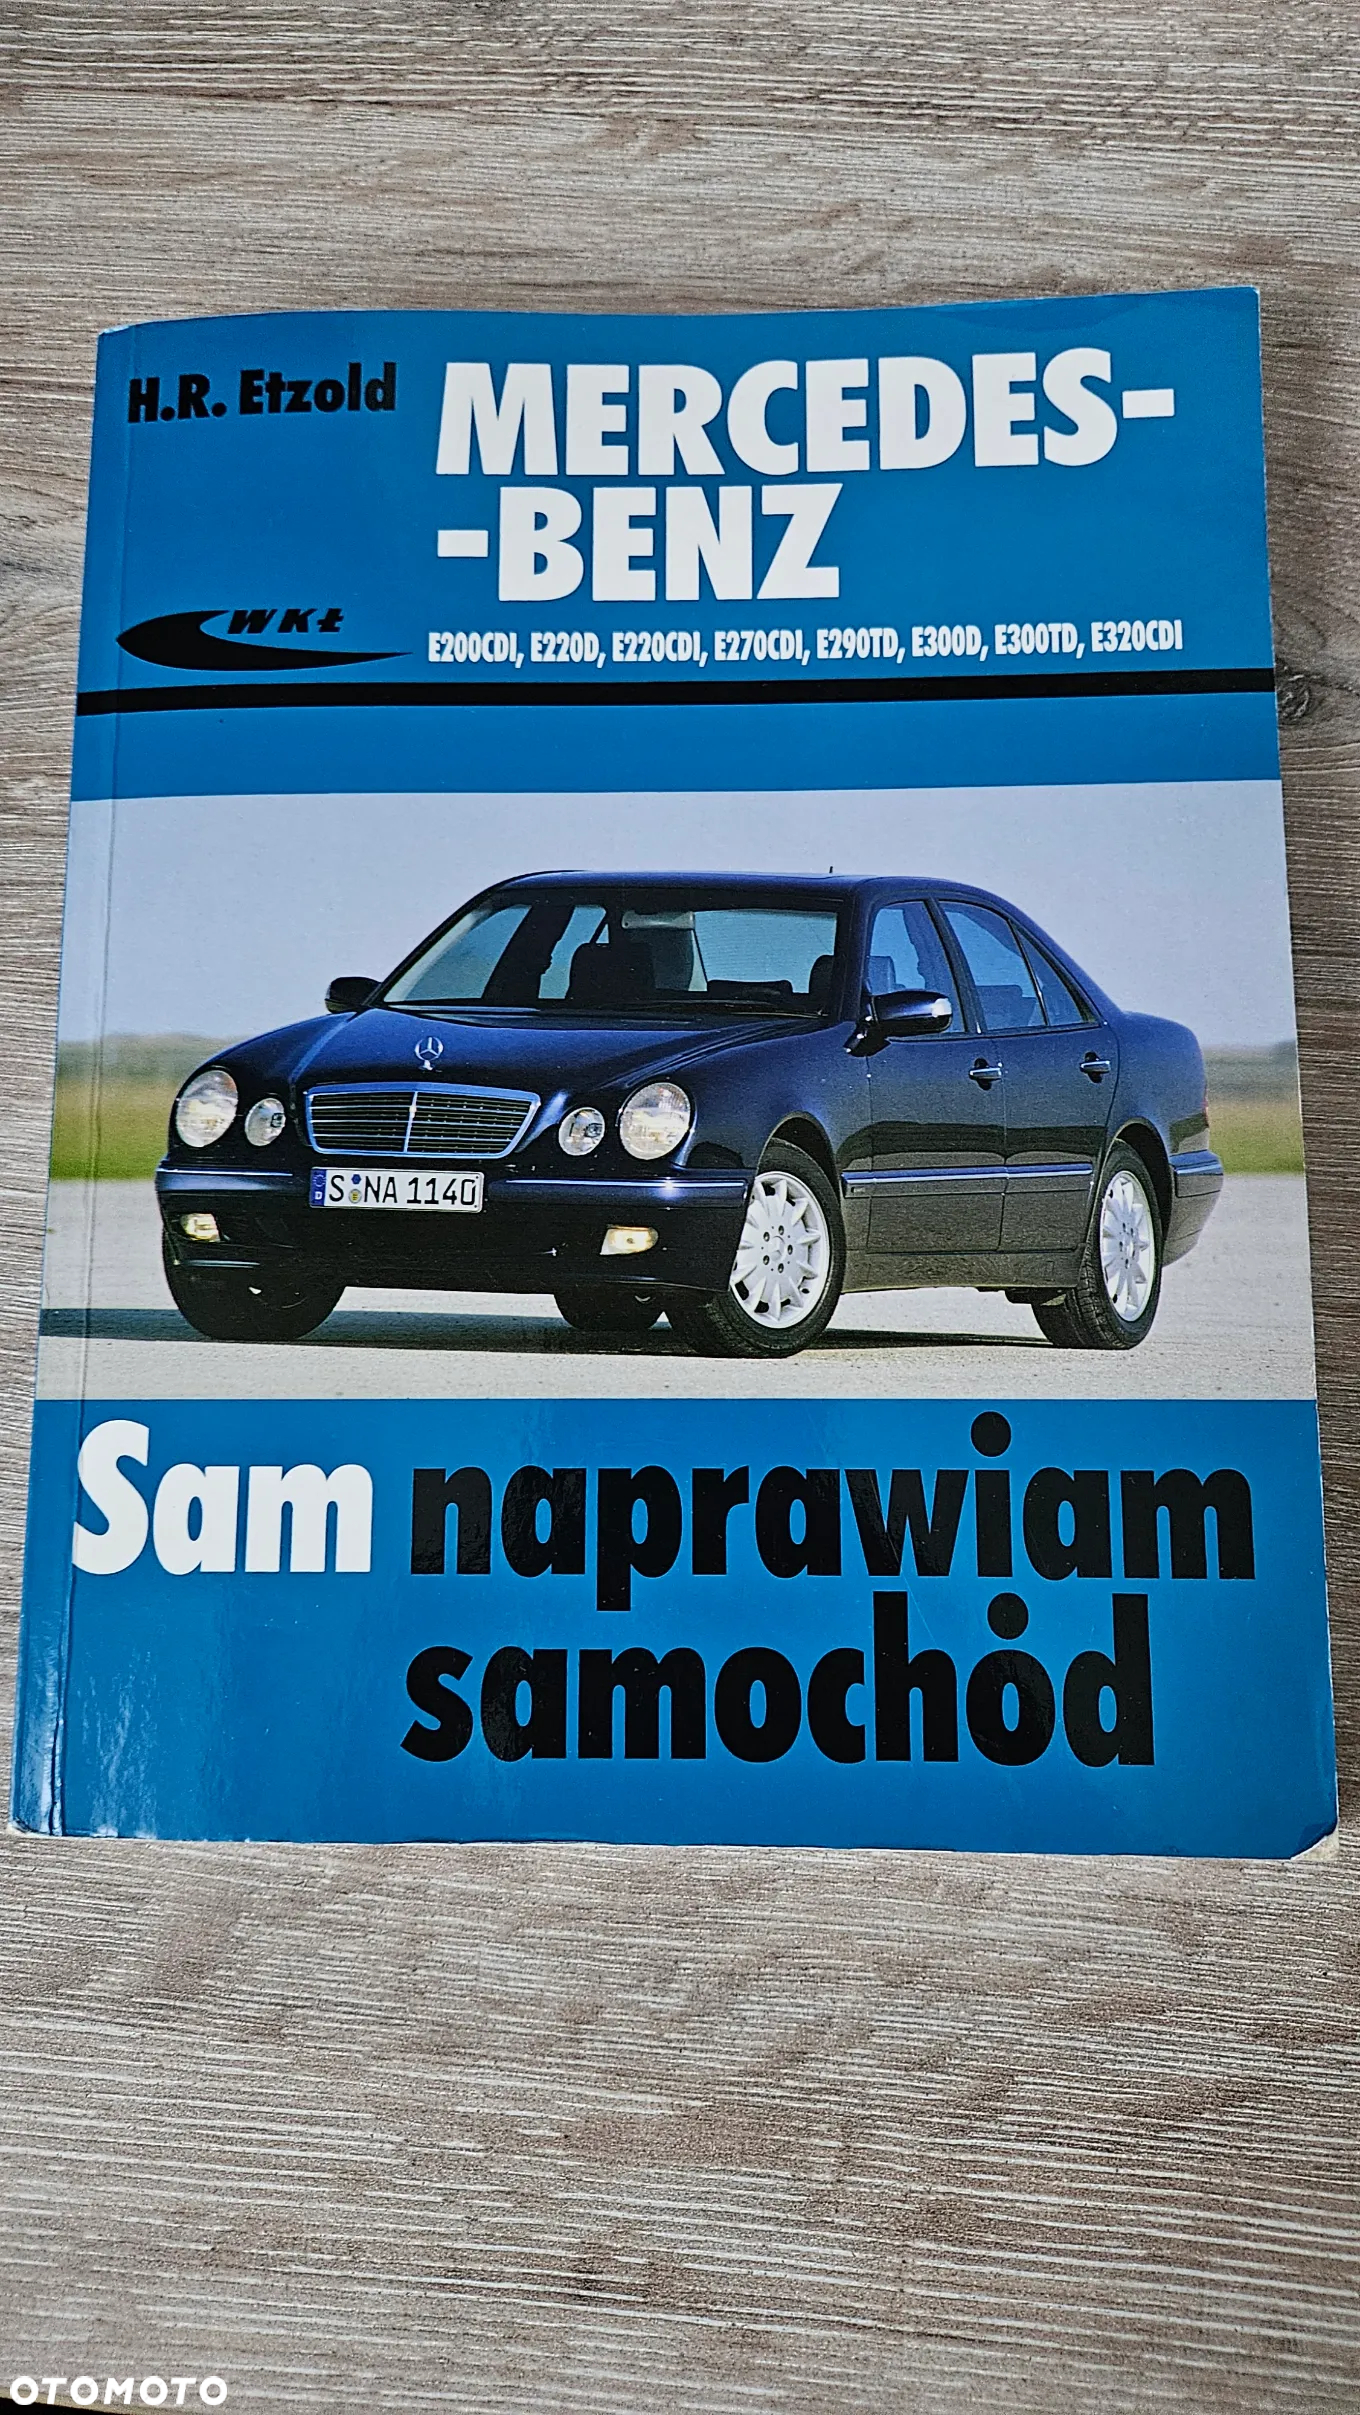 H.R. Etzold
MERCEDES-
-BENZ
WKŁ
E200CDI, E220D, E220CDI, E270CDI, E290TD, E300D, E300TD, E320CDI
D S NA 1140
Sam naprawiam
samochód
OTOMOTO